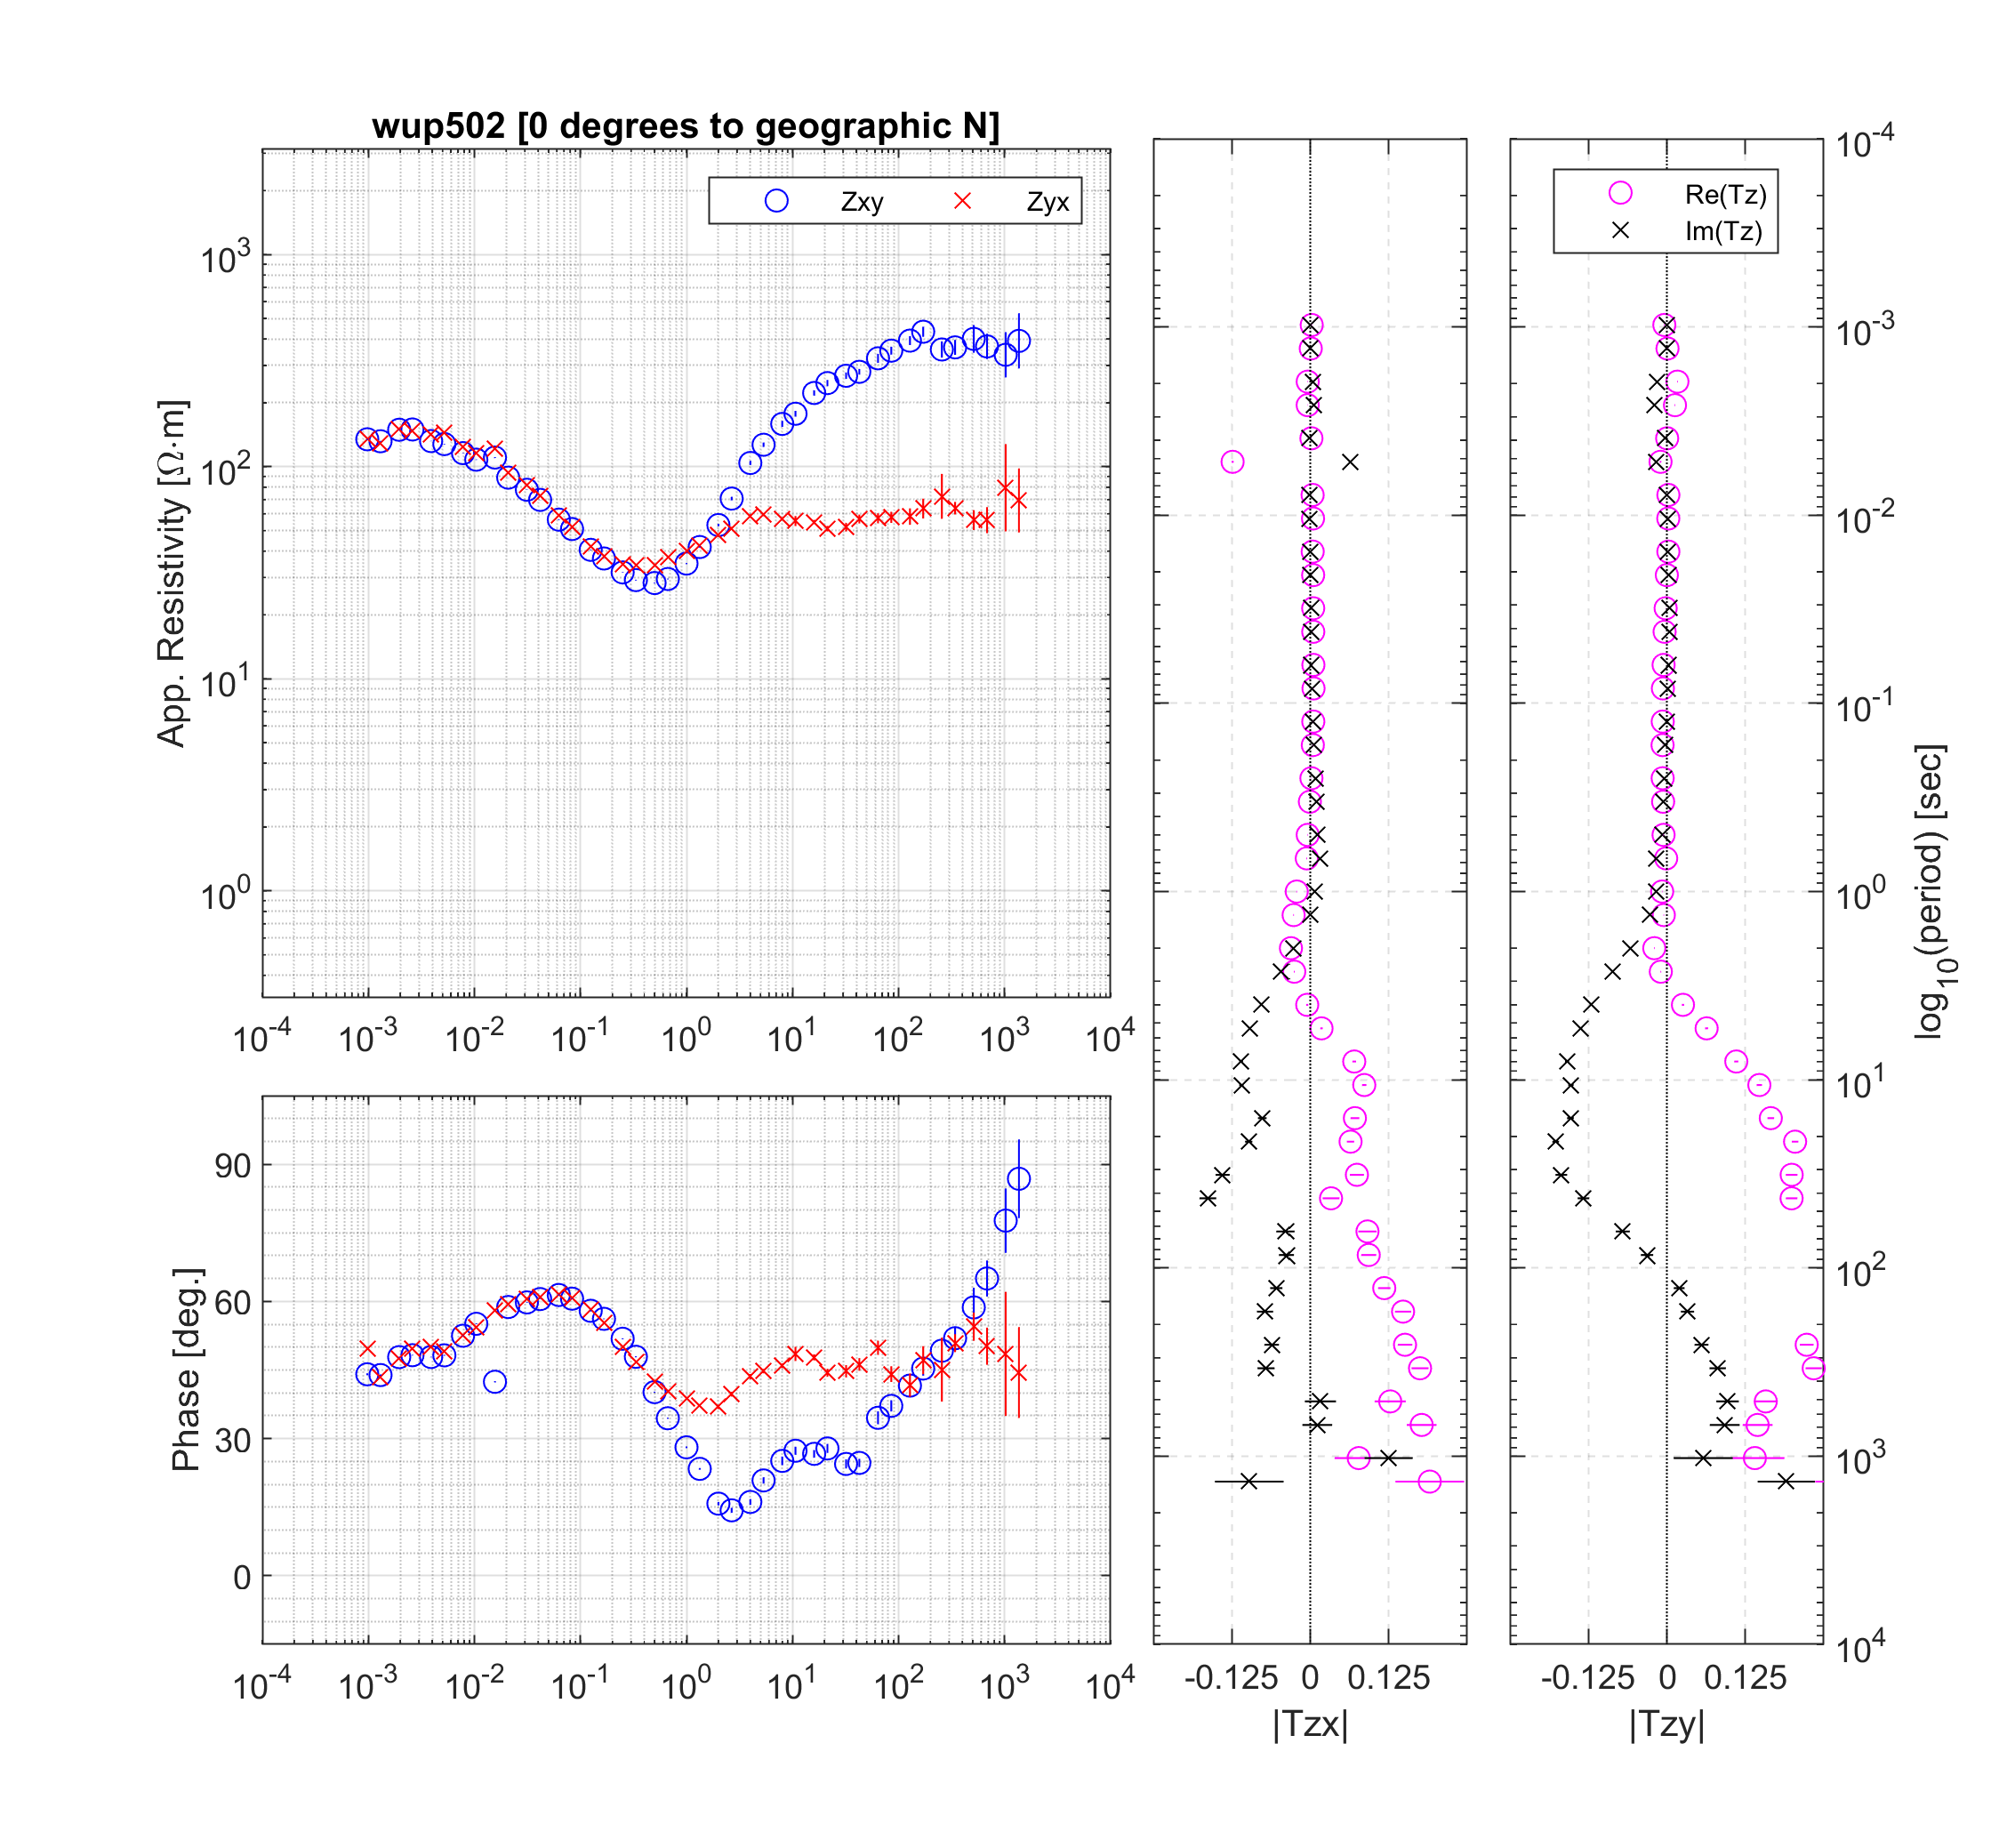 wup502 [0 degrees to geographic N]
Zxy Zyx
App. Resistivity [Ω·m]
10^3
10^2
10^1
10^0
10^-4 10^-3 10^-2 10^-1 10^0 10^1 10^2 10^3 10^4
Phase [deg.]
90
60
30
0
10^-4 10^-3 10^-2 10^-1 10^0 10^1 10^2 10^3 10^4
-0.125 0 0.125
|Tzx|
Re(Tz)
Im(Tz)
-0.125 0 0.125
|Tzy|
10^-4
10^-3
10^-2
10^-1
10^0
10^1
10^2
10^3
10^4
log10(period) [sec]